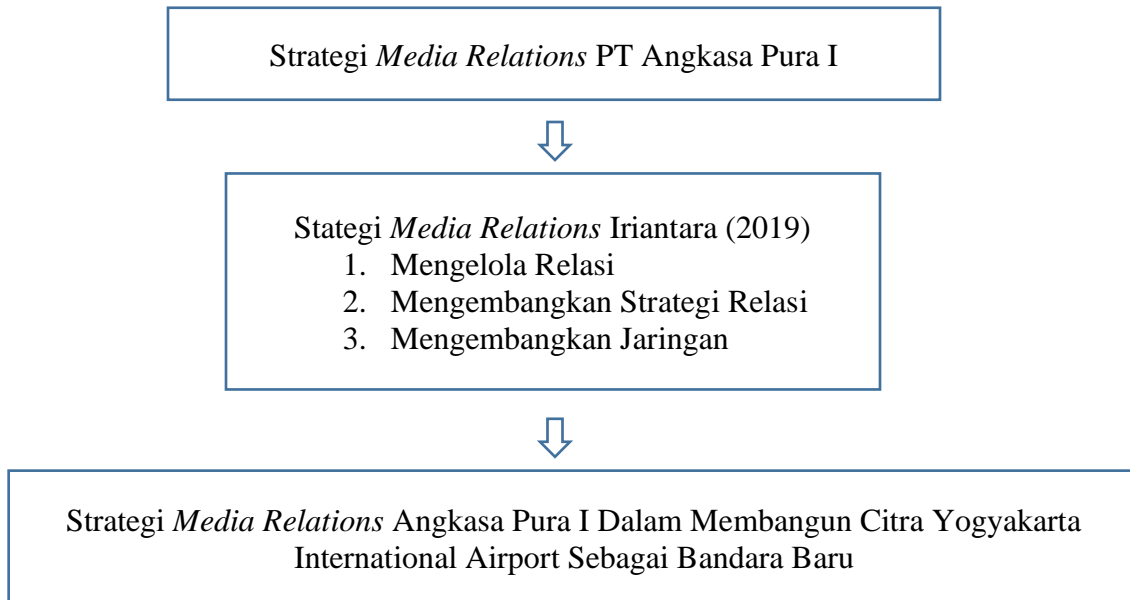 Strategi Media Relations PT Angkasa Pura I
Stategi Media Relations Iriantara (2019)
1. Mengelola Relasi
2. Mengembangkan Strategi Relasi
3. Mengembangkan Jaringan
Strategi Media Relations Angkasa Pura I Dalam Membangun Citra Yogyakarta
International Airport Sebagai Bandara Baru